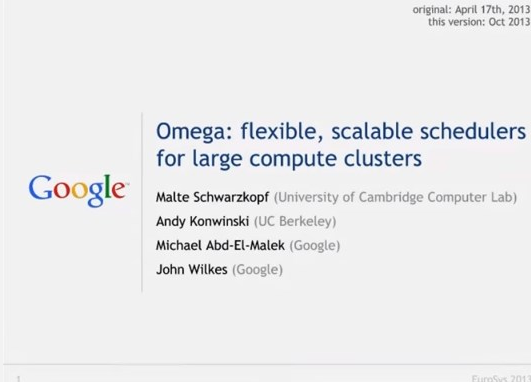 original: April 17th, 2013
this version: Oct 2013
Omega: flexible, scalable schedulers
for large compute clusters
Google™
Malte Schwarzkopf (University of Cambridge Computer Lab)
Andy Konwinski (UC Berkeley)
Michael Abd-El-Malek (Google)
John Wilkes (Google)
1
EuroSys 2013